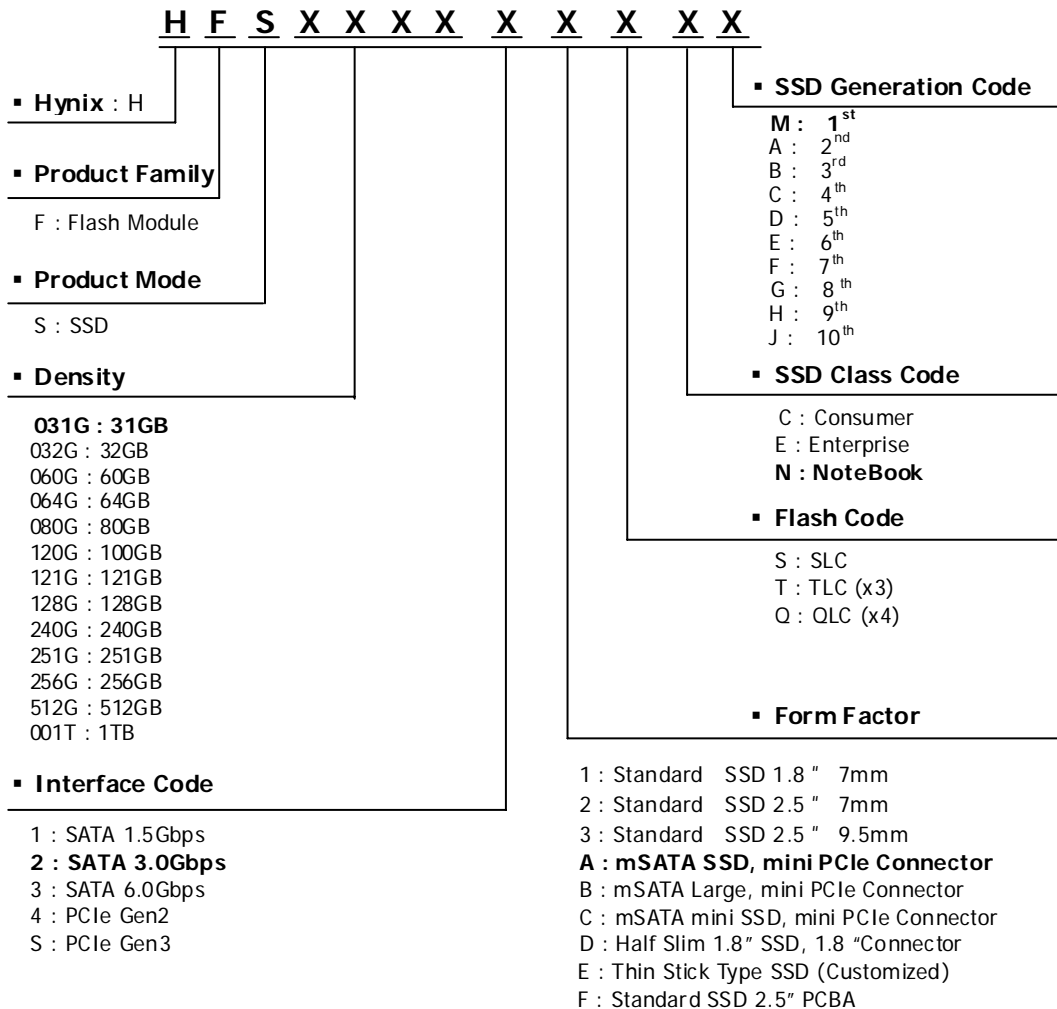 H F S X X X X X X X X X
▪ Hynix : H
▪ Product Family
F : Flash Module
▪ Product Mode
S : SSD
▪ Density
031G : 31GB
032G : 32GB
060G : 60GB
064G : 64GB
080G : 80GB
120G : 100GB
121G : 121GB
128G : 128GB
240G : 240GB
251G : 251GB
256G : 256GB
512G : 512GB
001T : 1TB
▪ Interface Code
1 : SATA 1.5Gbps
2 : SATA 3.0Gbps
3 : SATA 6.0Gbps
4 : PCIe Gen2
S : PCIe Gen3
▪ SSD Generation Code
M : 1st
A : 2nd
B : 3rd
C : 4th
D : 5th
E : 6th
F : 7th
G : 8th
H : 9th
J : 10th
▪ SSD Class Code
C : Consumer
E : Enterprise
N : NoteBook
▪ Flash Code
S : SLC
T : TLC (x3)
Q : QLC (x4)
▪ Form Factor
1 : Standard SSD 1.8 " 7mm
2 : Standard SSD 2.5 " 7mm
3 : Standard SSD 2.5 " 9.5mm
A : mSATA SSD, mini PCIe Connector
B : mSATA Large, mini PCIe Connector
C : mSATA mini SSD, mini PCIe Connector
D : Half Slim 1.8” SSD, 1.8 “Connector
E : Thin Stick Type SSD (Customized)
F : Standard SSD 2.5” PCBA